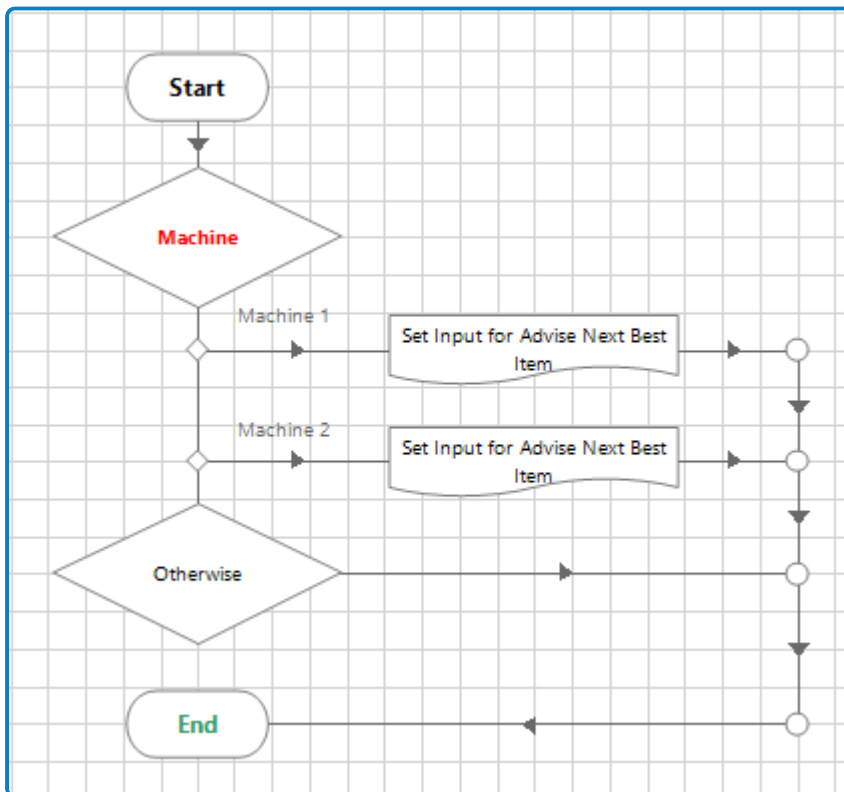 Start
Machine
Machine 1
Set Input for Advise Next Best
Item
Machine 2
Set Input for Advise Next Best
Item
Otherwise
End